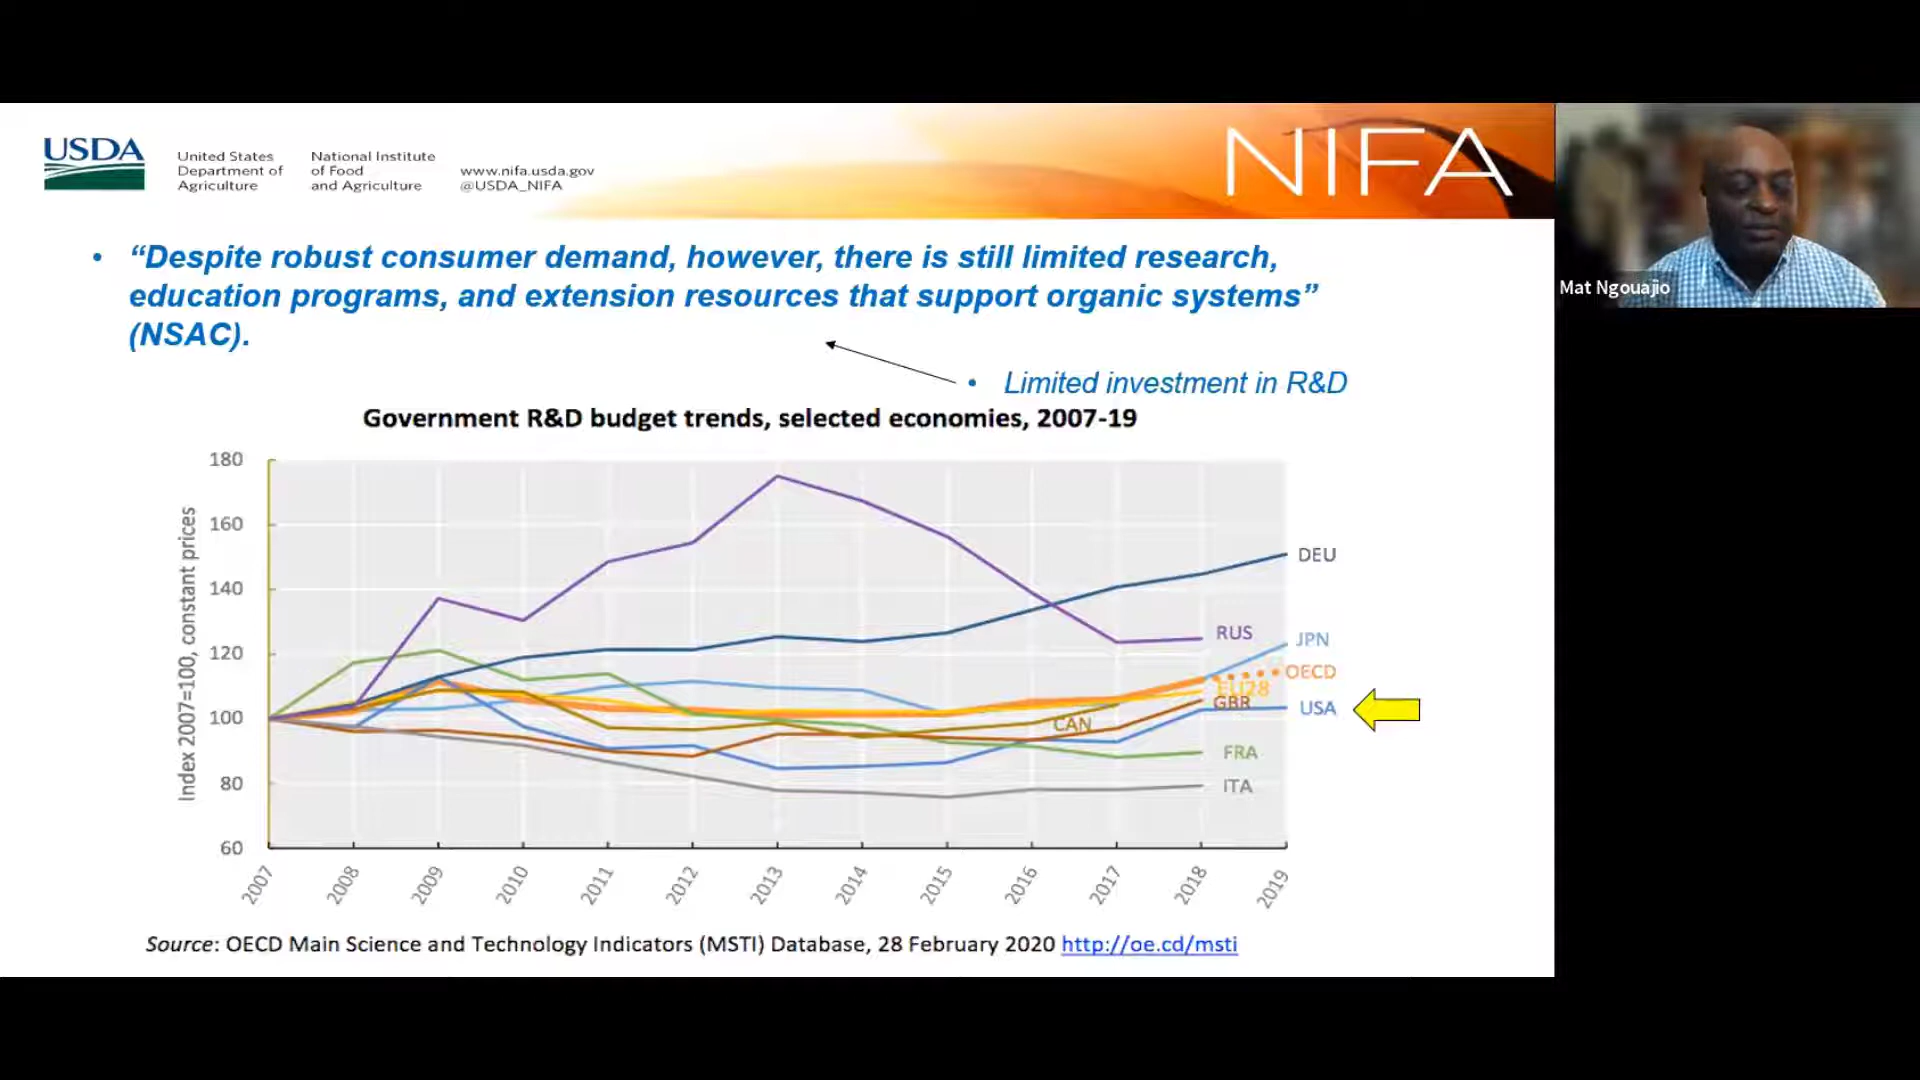 USDA
United States
Department of
Agriculture
National Institute
of Food
and Agriculture
www.nifa.usda.gov
@USDA_NIFA
NIFA
Mat Ngouajio
• “Despite robust consumer demand, however, there is still limited research,
education programs, and extension resources that support organic systems”
(NSAC).
• Limited investment in R&D
Government R&D budget trends, selected economies, 2007-19
Index 2007=100, constant prices
180
160
140
120
100
80
60
DEU
RUS
JPN
OECD
EU28
GBR
USA
CAN
FRA
ITA
2007
2008
2009
2010
2011
2012
2013
2014
2015
2016
2017
2018
2019
Source: OECD Main Science and Technology Indicators (MSTI) Database, 28 February 2020 http://oe.cd/msti